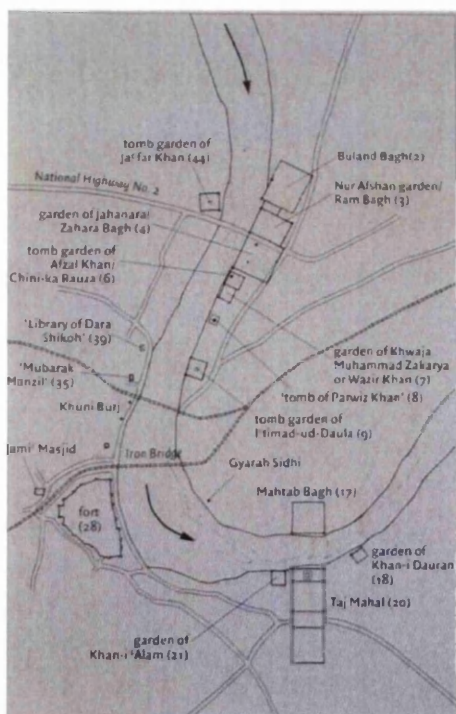 tomb garden of
Ja'far Khan (44)
Buland Bagh(2)
National Highway No. 2
Nur Afshan garden/
Ram Bagh (3)
garden of Jahanara/
Zahara Bagh (4)
tomb garden of
Afzal Khan/
Chini-ka Rauza (6)
'Library of Dara
Shikoh' (39)
garden of Khwaja
Muhammad Zakarya
or Wazir Khan (7)
'Mubarak
Manzil' (35)
'tomb of Parwiz Khan' (8)
Khuni Burj
tomb garden of
I'timad-ud-Daula (9)
Jami' Masjid
Iron Bridge
Gyarah Sidhi
Mahtab Bagh (17)
fort
(28)
garden of
Khan-i Dauran
(18)
Taj Mahal (20)
garden of
Khan-i 'Alam (21)